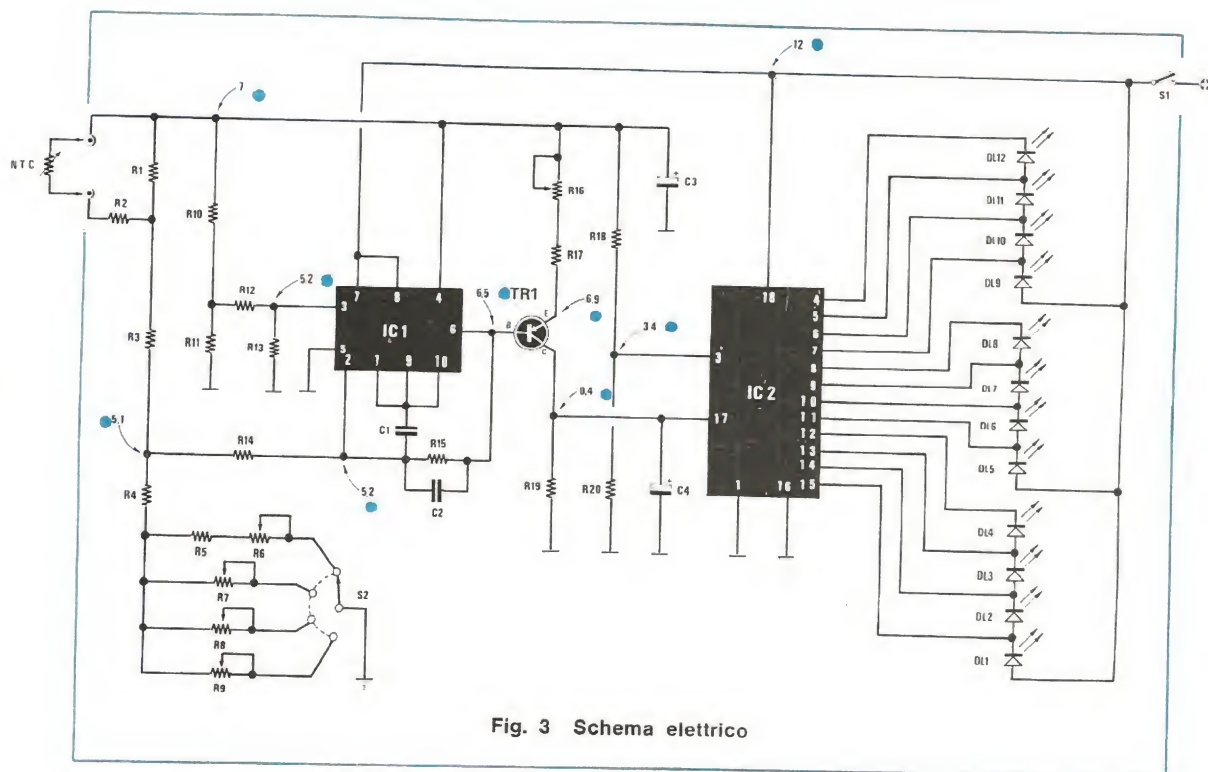 12
S1
7
NTC
R1
R2
R10
R16
C3
R18
R17
DL12
DL11
DL10
DL9
R3
R12
5,2
R11
R13
7 8 4
3
IC1
6
5
2 1 9 10
6,5
TR1
B
E
C
6,9
3,4
0,4
18
3
IC2
17
1 16
4
5
6
7
8
9
10
11
12
13
14
15
DL8
DL7
DL6
DL5
5,1
R14
C1
R15
C2
5,2
R4
R19
R20
C4
DL4
DL3
DL2
DL1
R5
R6
R7
R8
R9
S2
Fig. 3 Schema elettrico